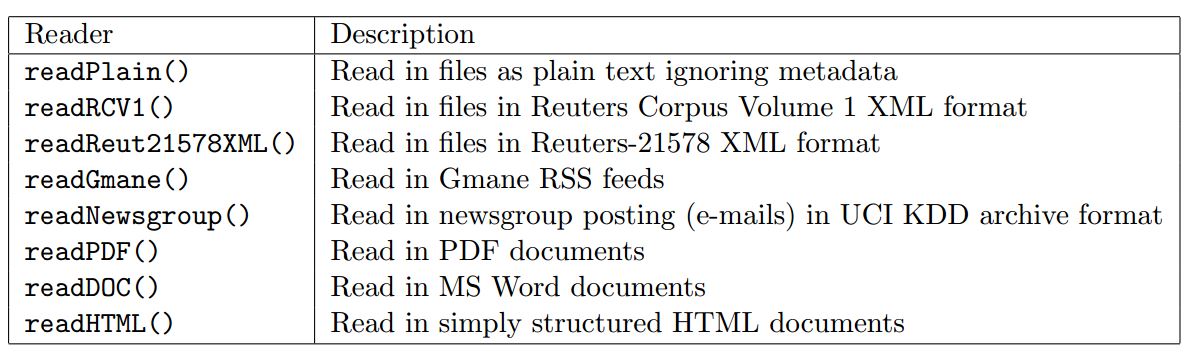 Reader Description
readPlain() Read in files as plain text ignoring metadata
readRCV1() Read in files in Reuters Corpus Volume 1 XML format
readReut21578XML() Read in files in Reuters-21578 XML format
readGmane() Read in Gmane RSS feeds
readNewsgroup() Read in newsgroup posting (e-mails) in UCI KDD archive format
readPDF() Read in PDF documents
readDOC() Read in MS Word documents
readHTML() Read in simply structured HTML documents